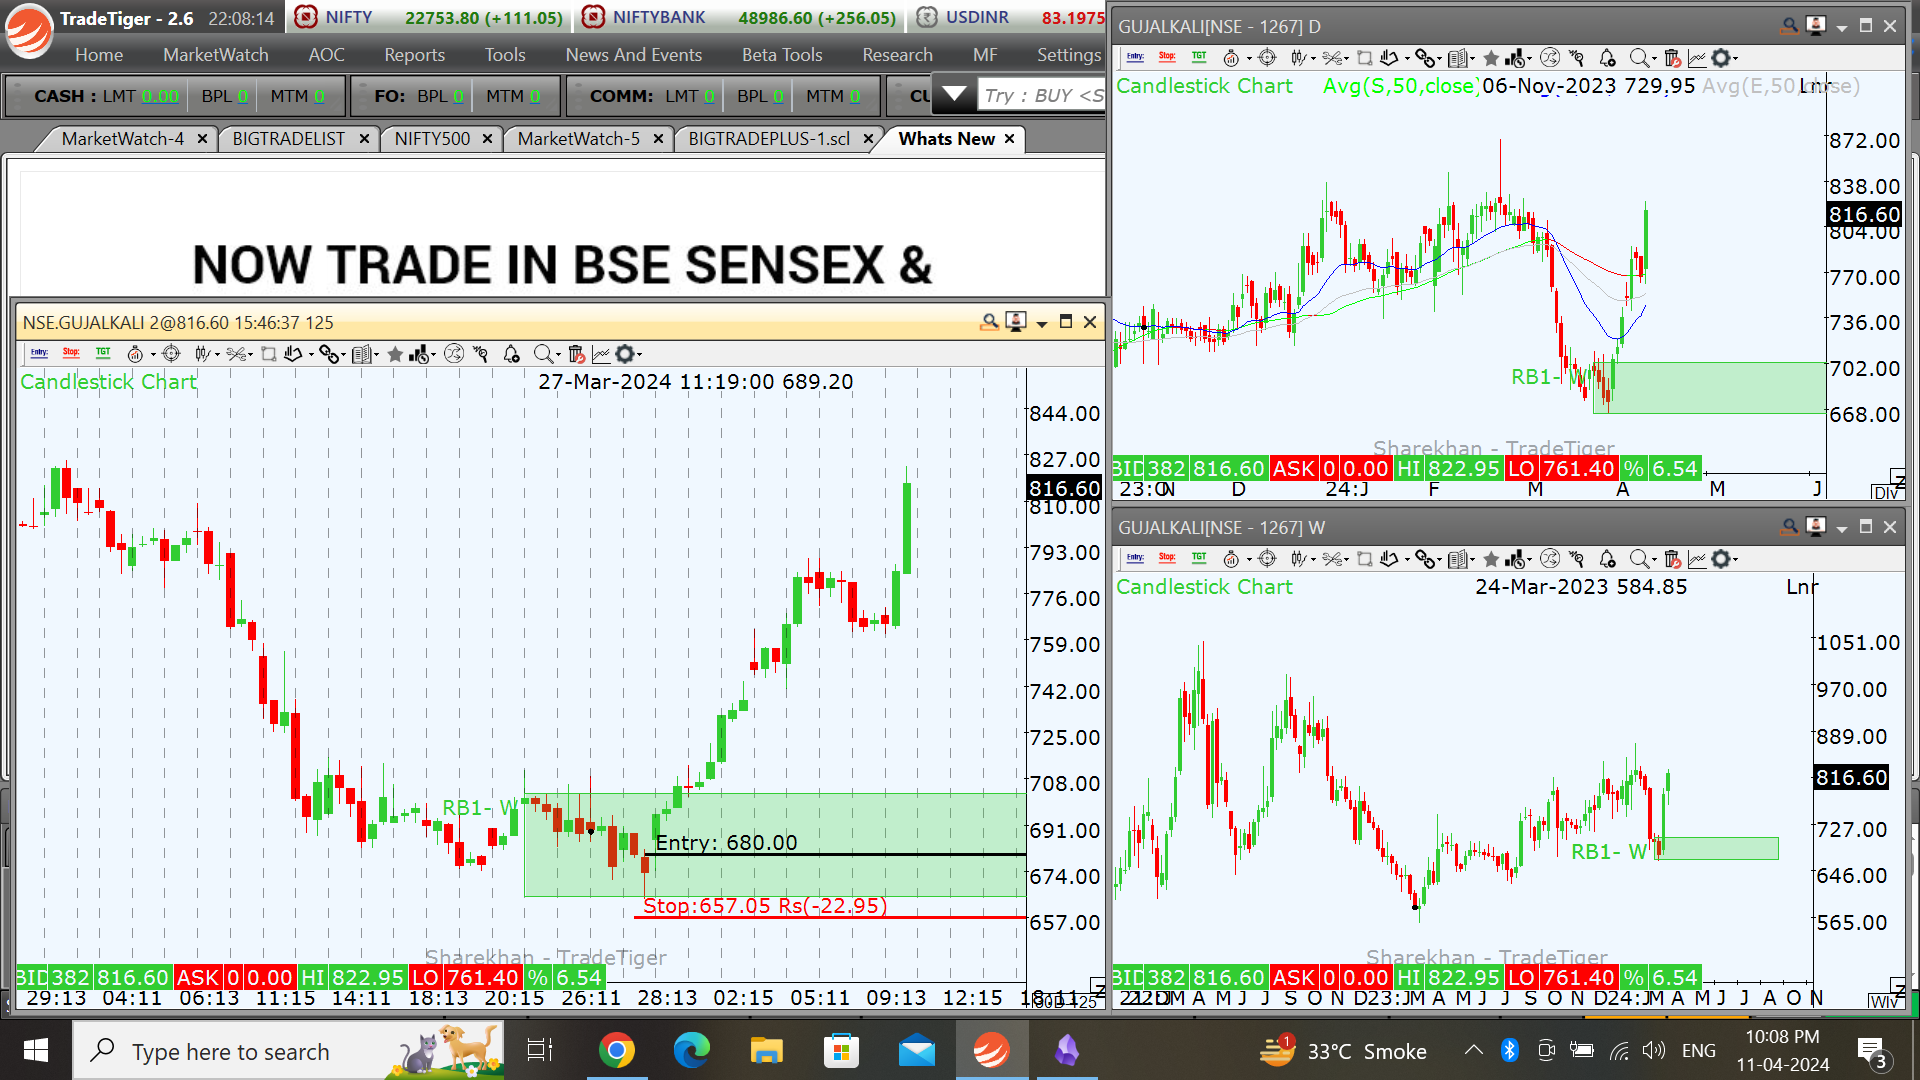 TradeTiger - 2.6 22:08:14 NIFTY 22753.80 (+111.05) NIFTYBANK 48986.60 (+256.05) USDINR 83.1975
Home MarketWatch AOC Reports Tools News And Events Beta Tools Research MF Settings
CASH : LMT 0.00 BPL 0 MTM 0 FO: BPL 0 MTM 0 COMM: LMT 0 BPL 0 MTM 0 Try : BUY <S
MarketWatch-4 BIGTRADELIST NIFTY500 MarketWatch-5 BIGTRADEPLUS-1.scl Whats New
NOW TRADE IN BSE SENSEX &
NSE.GUJALKALI 2@816.60 15:46:37 125
Entry: Stop: TGT
Candlestick Chart 27-Mar-2024 11:19:00 689.20
844.00
827.00
816.60
810.00
793.00
776.00
759.00
742.00
725.00
708.00
691.00
674.00
657.00
RB1- W
Entry: 680.00
Stop:657.05 Rs(-22.95)
Sharekhan - TradeTiger
BID 382 816.60 ASK 0 0.00 HI 822.95 LO 761.40 % 6.54
29:13 04:11 06:13 11:15 14:11 18:13 20:15 26:11 28:13 02:15 05:11 09:13 12:15
GUJALKALI[NSE - 1267] D
Entry: Stop: TGT
Candlestick Chart Avg(S,50,close) 06-Nov-2023 729,95 Avg(E,50,close)
872.00
838.00
816.60
804.00
770.00
736.00
702.00
668.00
RB1- W
Sharekhan - TradeTiger
BID 382 816.60 ASK 0 0.00 HI 822.95 LO 761.40 % 6.54
D 24:J F M A M J
GUJALKALI[NSE - 1267] W
Entry: Stop: TGT
Candlestick Chart 24-Mar-2023 584.85 Lnr
1051.00
970.00
889.00
816.60
727.00
646.00
565.00
RB1- W
Sharekhan - TradeTiger
BID 382 816.60 ASK 0 0.00 HI 822.95 LO 761.40 % 6.54
M A M J J S O N D 23:J M A M J J S O N D 24:J M A M J J A O N
Type here to search
1 33°C Smoke ENG 10:08 PM
11-04-2024 3